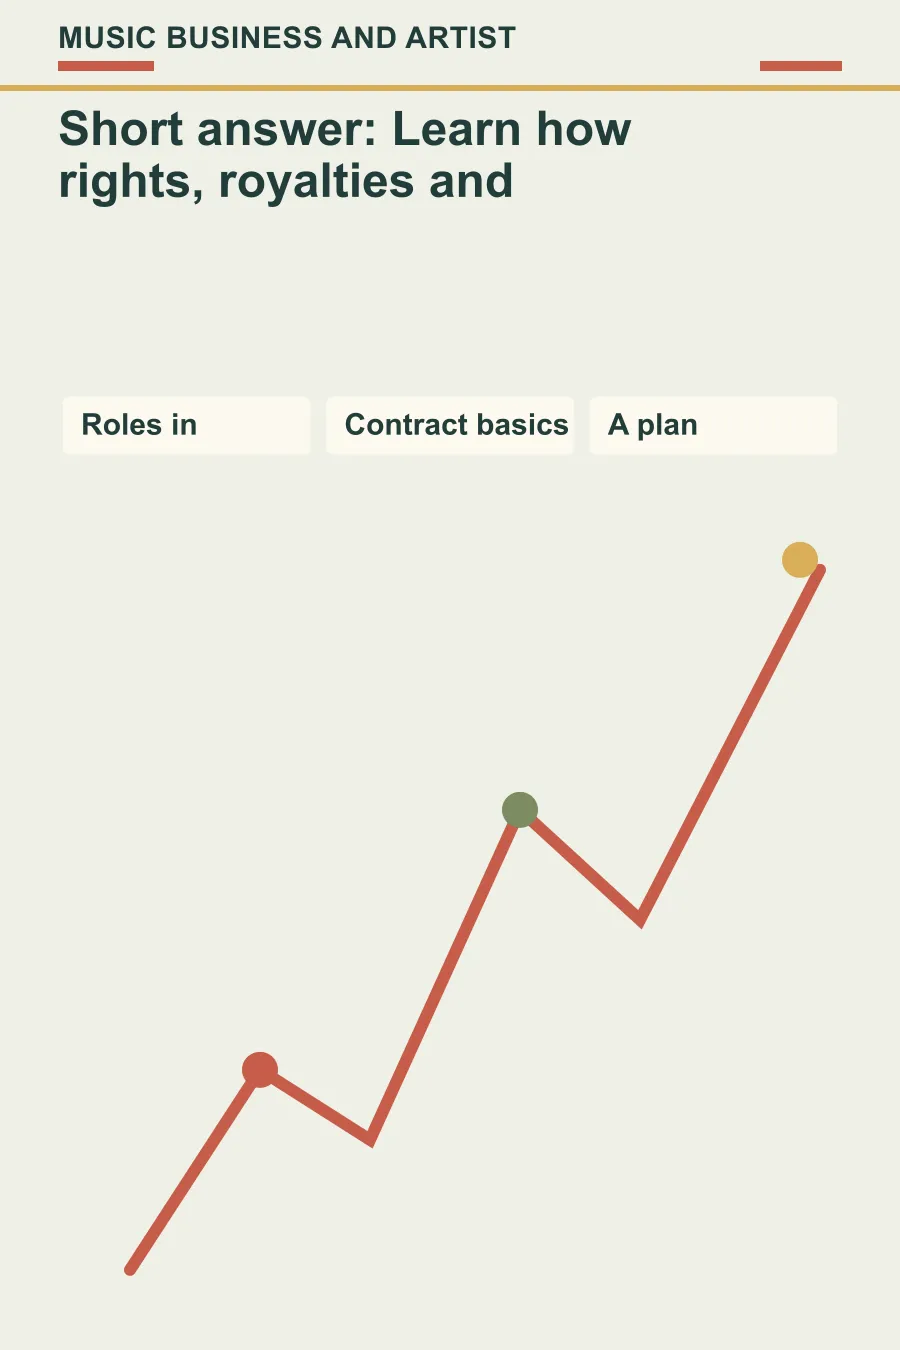 MUSIC BUSINESS AND ARTIST
Short answer: Learn how
rights, royalties and
Roles in
Contract basics
A plan